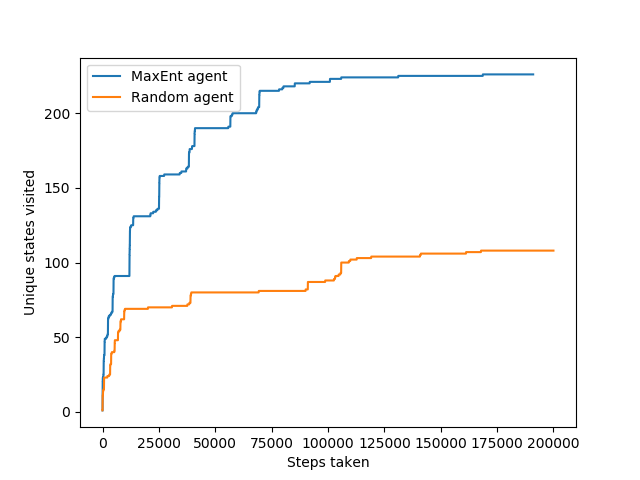 MaxEnt agent
Random agent
200
150
100
50
0
Unique states visited
0 25000 50000 75000 100000 125000 150000 175000 200000
Steps taken